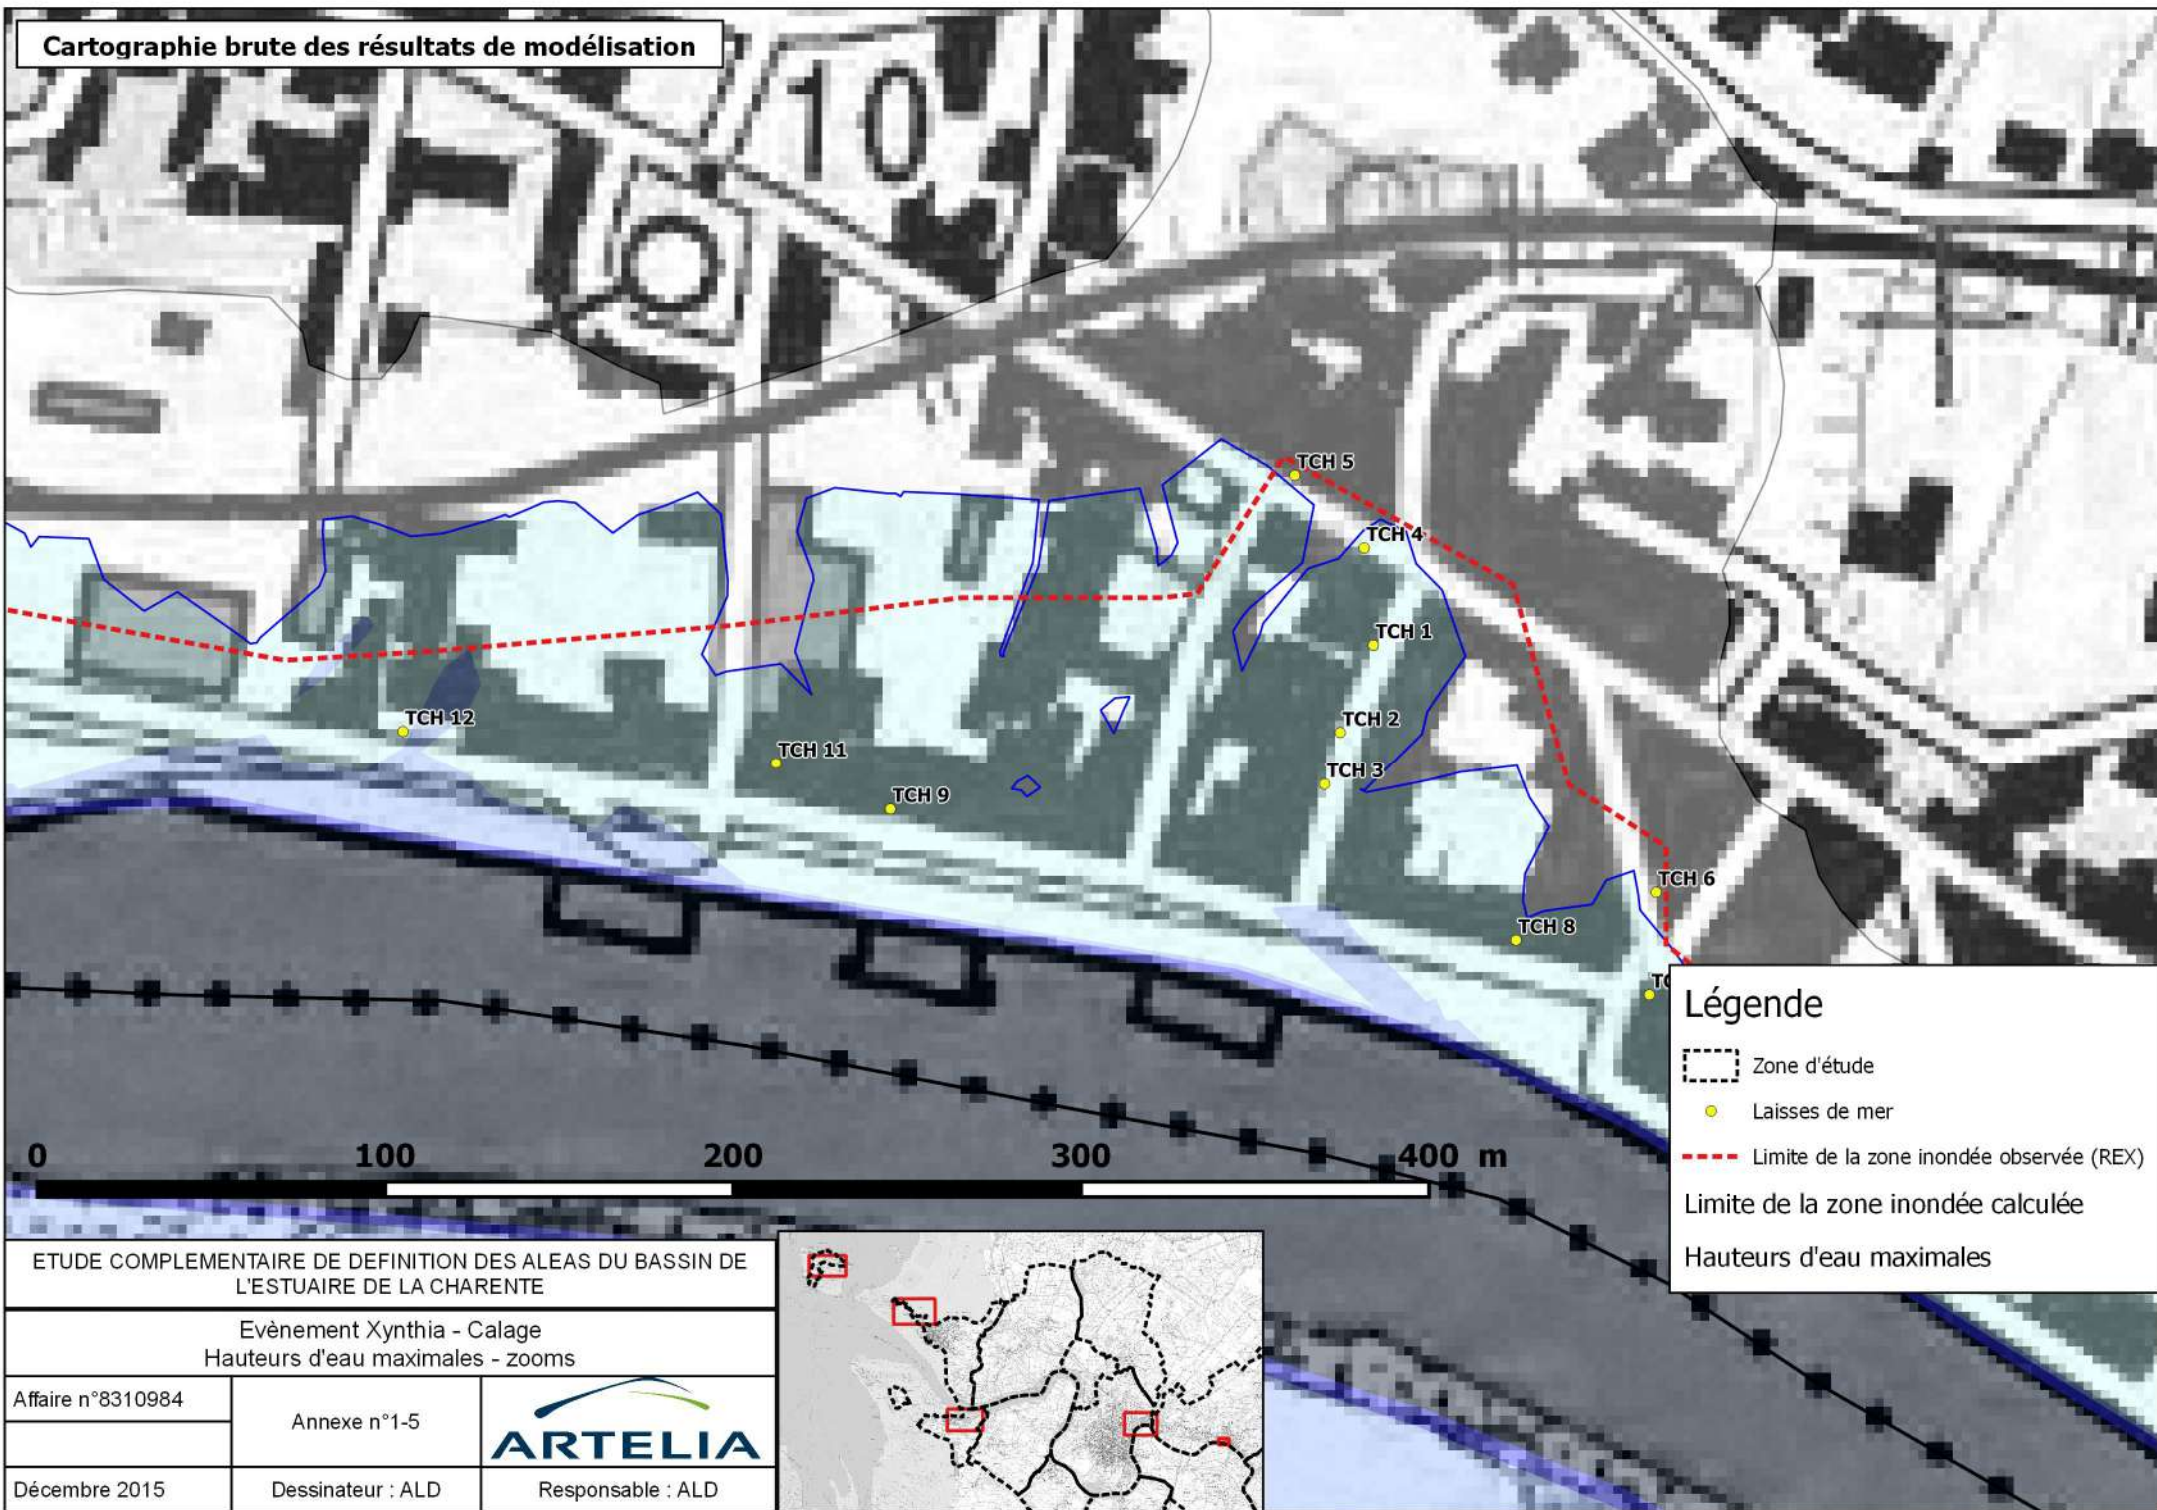 Cartographie brute des résultats de modélisation
10
TCH 5
TCH 4
TCH 1
TCH 12
TCH 2
TCH 11
TCH 3
TCH 9
TCH 6
TCH 8
Légende
Zone d'étude
Laisses de mer
Limite de la zone inondée observée (REX)
Limite de la zone inondée calculée
Hauteurs d'eau maximales
0 100 200 300 400 m
ETUDE COMPLEMENTAIRE DE DEFINITION DES ALEAS DU BASSIN DE
L'ESTUAIRE DE LA CHARENTE
Evènement Xynthia - Calage
Hauteurs d'eau maximales - zooms
Affaire n°8310984
Annexe n°1-5
ARTELIA
Décembre 2015
Dessinateur : ALD
Responsable : ALD